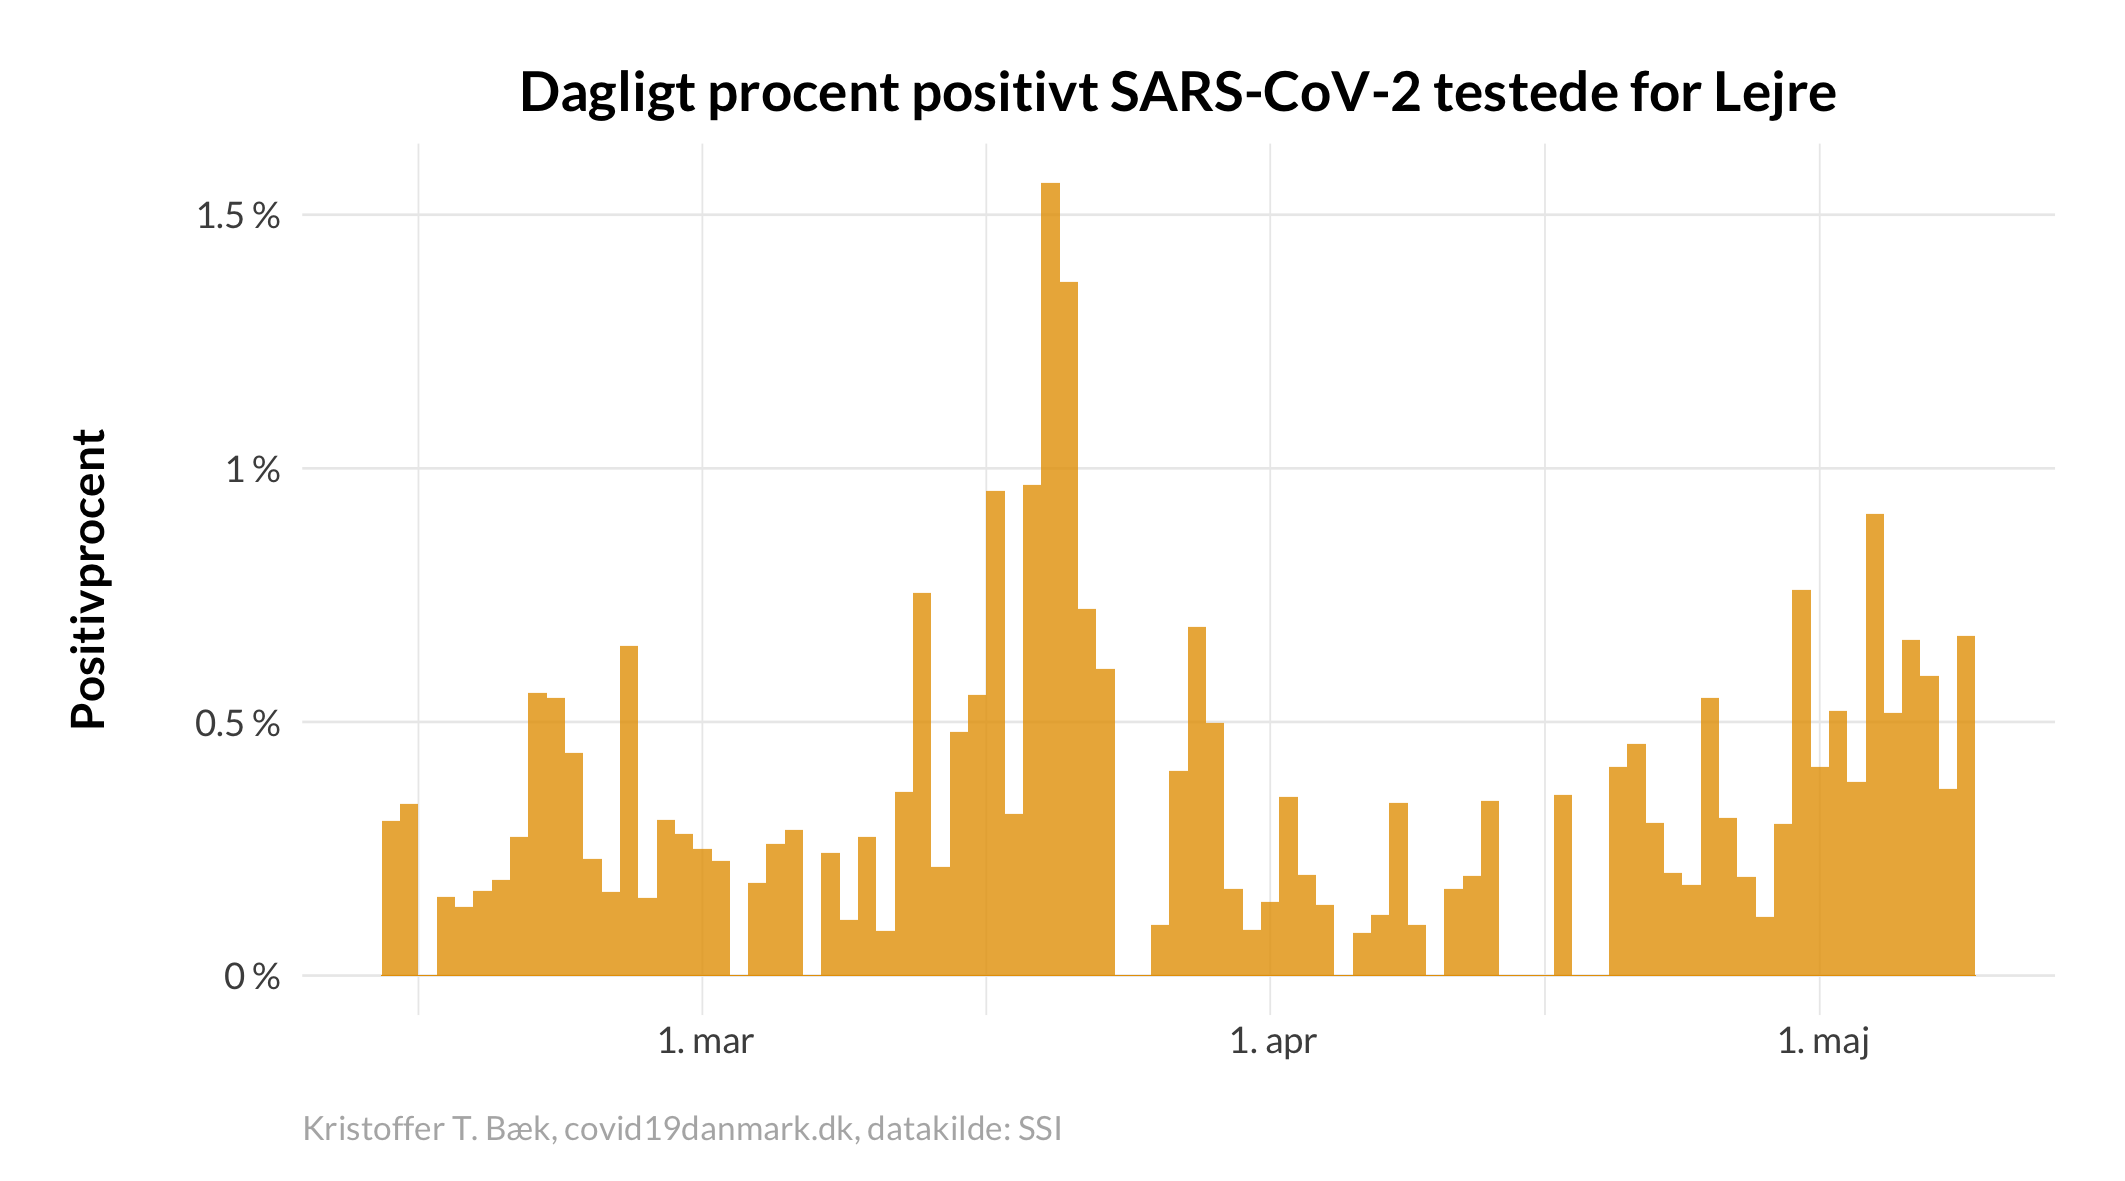 Dagligt procent positivt SARS-CoV-2 testede for Lejre
Positivprocent
1.5 %
1 %
0.5 %
0 %
1. mar
1. apr
1. maj
Kristoffer T. Bæk, covid19danmark.dk, datakilde: SSI